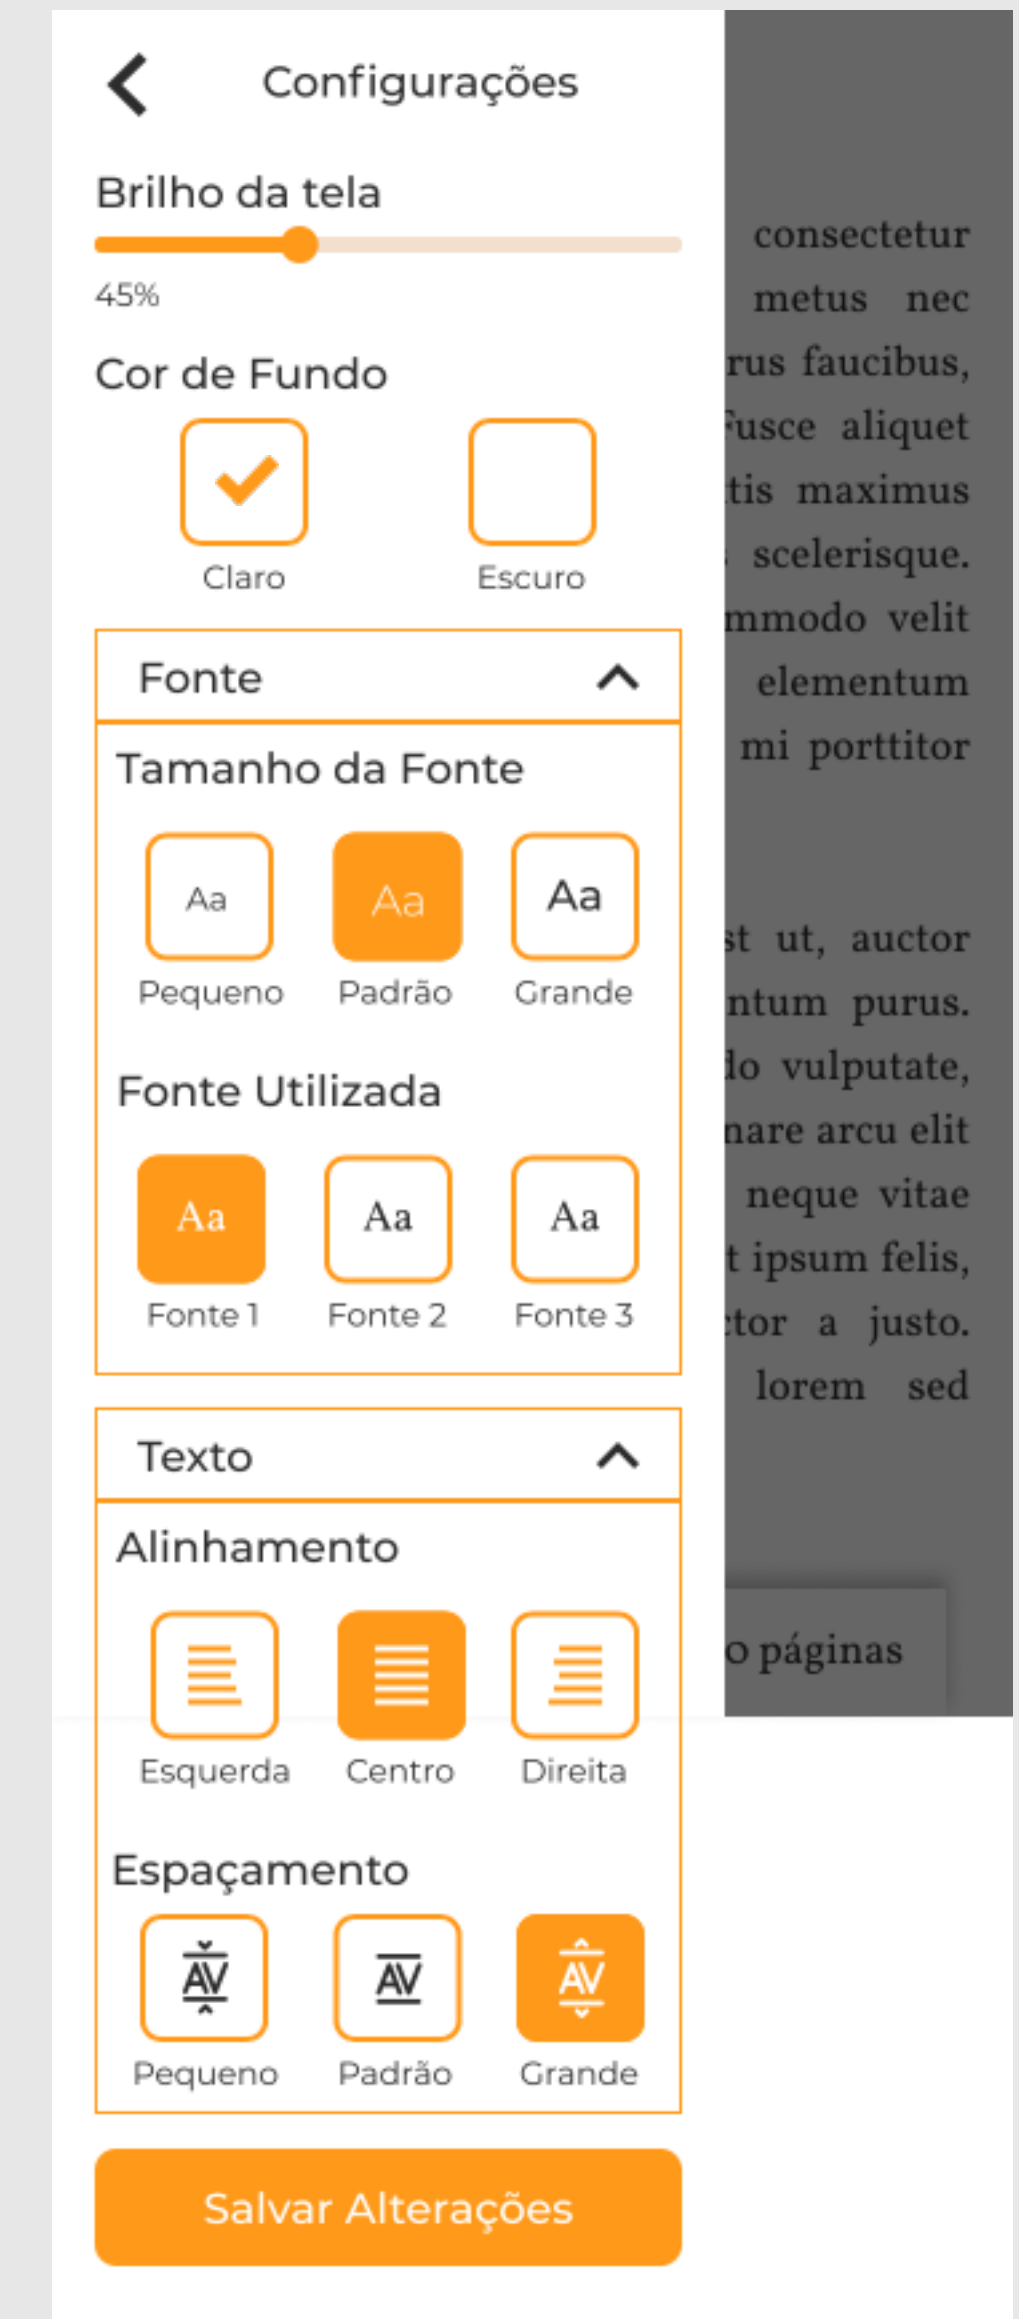 Configurações
Brilho da tela
45%
Cor de Fundo
Claro Escuro
Fonte
Tamanho da Fonte
Aa Aa Aa
Pequeno Padrão Grande
Fonte Utilizada
Aa Aa Aa
Fonte 1 Fonte 2 Fonte 3
Texto
Alinhamento
Esquerda Centro Direita
Espaçamento
AV AV AV
Pequeno Padrão Grande
Salvar Alterações
consectetur
metus nec
rus faucibus,
Fusce aliquet
tis maximus
scelerisque.
mmodo velit
elementum
mi porttitor
st ut, auctor
ntum purus.
do vulputate,
nare arcu elit
neque vitae
t ipsum felis,
ctor a justo.
lorem sed
0 páginas